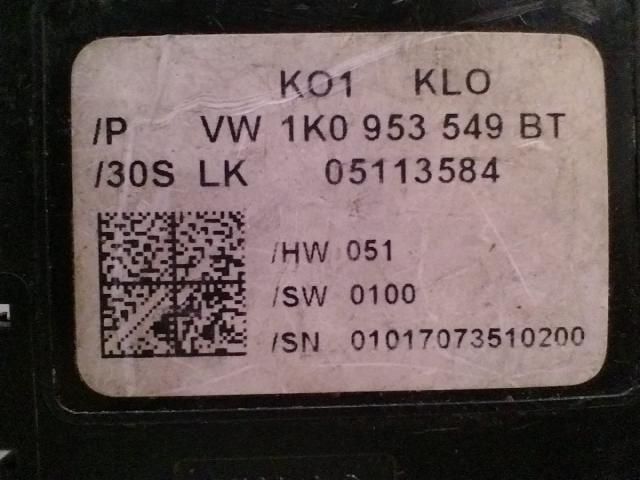 KO1 KLO
/P VW 1K0 953 549 BT
/30S LK 05113584
/HW 051
/SW 0100
/SN 01017073510200